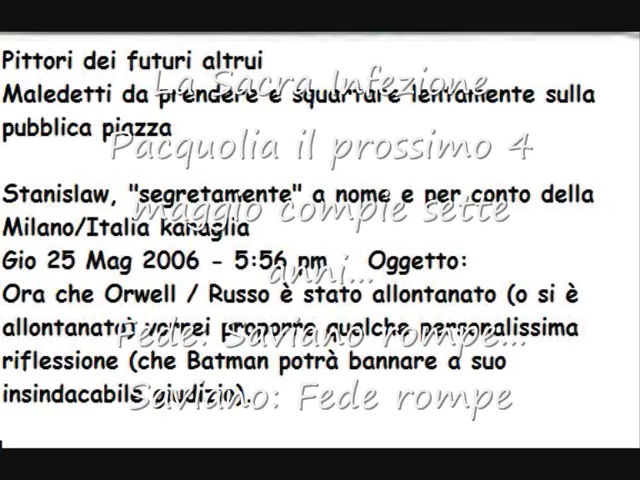 Pittori dei futuri altrui
Maledetti da prendere e squartare lentamente sulla
pubblica piazza
Stanislaw, "segretamente" a nome e per conto della
Milano/Italia kanaglia
Gio 25 Mag 2006 - 5:56 pm Oggetto:
Ora che Orwell / Russo è stato allontanato (o si è
allontanato) vorrei proporre qualche personalissima
riflessione (che Batman potrà bannare a suo
insindacabile giudizio).
La Sacra Infezione
Pacquolia il prossimo 4
maggio compie sette
anni...
Fede: Saviano rompe...
Saviano: Fede rompe